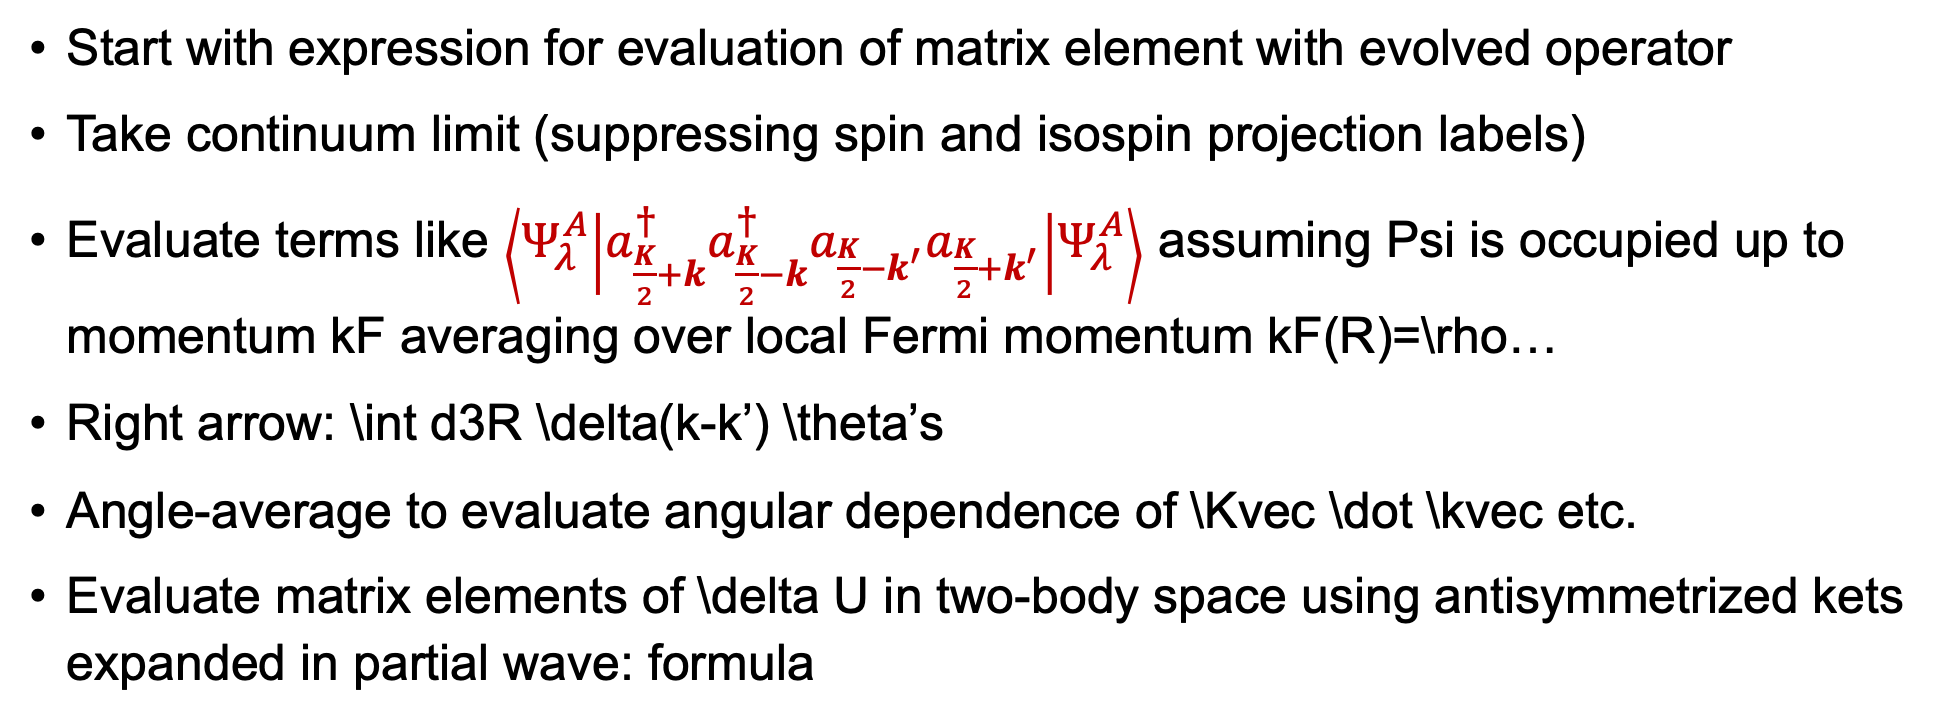 • Start with expression for evaluation of matrix element with evolved operator
• Take continuum limit (suppressing spin and isospin projection labels)
• Evaluate terms like ⟨Ψ_λ^A|a†_{K/2+k} a†_{K/2−k} a_{K/2−k′} a_{K/2+k′}|Ψ_λ^A⟩ assuming Psi is occupied up to
momentum kF averaging over local Fermi momentum kF(R)=\rho…
• Right arrow: \int d3R \delta(k-k’) \theta’s
• Angle-average to evaluate angular dependence of \Kvec \dot \kvec etc.
• Evaluate matrix elements of \delta U in two-body space using antisymmetrized kets
expanded in partial wave: formula